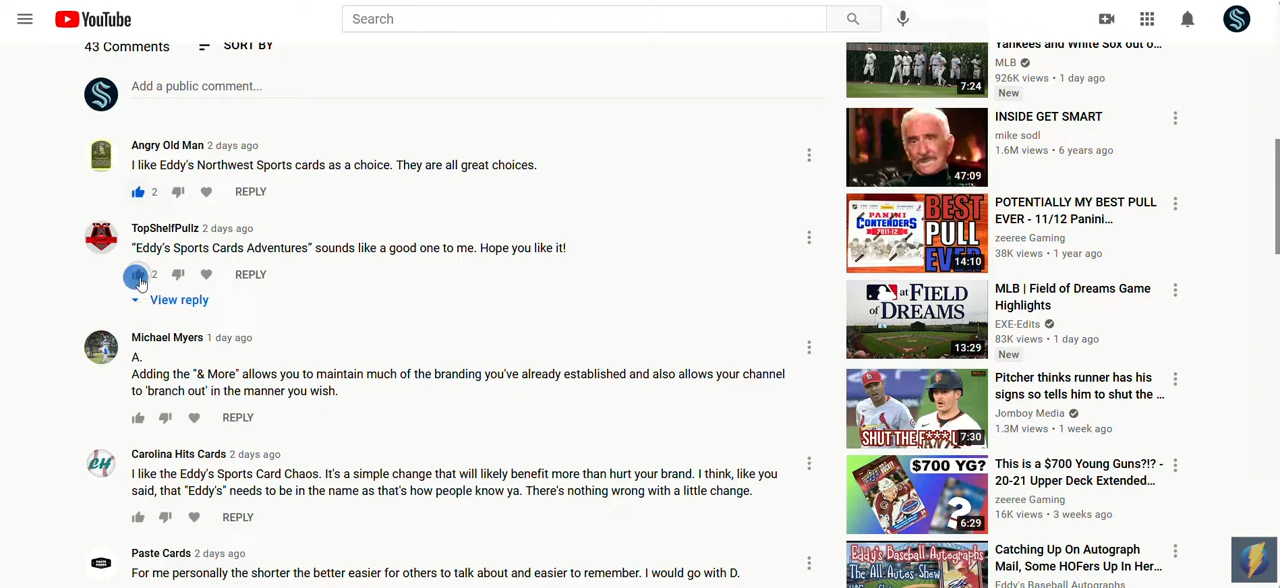 YouTube
Search
43 Comments
SORT BY
Add a public comment...
Angry Old Man 2 days ago
I like Eddy's Northwest Sports cards as a choice. They are all great choices.
2
REPLY
TopShelfPullz 2 days ago
“Eddy's Sports Cards Adventures” sounds like a good one to me. Hope you like it!
2
REPLY
View reply
Michael Myers 1 day ago
A.
Adding the "& More" allows you to maintain much of the branding you've already established and also allows your channel
to 'branch out' in the manner you wish.
REPLY
Carolina Hits Cards 2 days ago
I like the Eddy's Sports Card Chaos. It's a simple change that will likely benefit more than hurt your brand. I think, like you
said, that "Eddy's" needs to be in the name as that's how people know ya. There's nothing wrong with a little change.
REPLY
Paste Cards 2 days ago
For me personally the shorter the better easier for others to talk about and easier to remember. I would go with D.
7:24
Yankees and White Sox out o...
MLB
926K views • 1 day ago
New
47:09
INSIDE GET SMART
mike sodl
1.6M views • 6 years ago
PANINI
CONTENDERS
2011-12
BEST
PULL
EVER
14:10
POTENTIALLY MY BEST PULL
EVER - 11/12 Panini...
zeeree Gaming
38K views • 1 year ago
at FIELD
of DREAMS
13:29
MLB | Field of Dreams Game
Highlights
EXE-Edits
83K views • 1 day ago
New
SHUT THE F***
7:30
Pitcher thinks runner has his
signs so tells him to shut the ...
Jomboy Media
1.3M views • 1 week ago
$700 YG?
?
6:29
This is a $700 Young Guns?!? -
20-21 Upper Deck Extended...
zeeree Gaming
16K views • 3 weeks ago
Eddy's Baseball Autographs
The All Autos Show
Catching Up On Autograph
Mail, Some HOFers Up In Her...
Eddy's Baseball Autographs